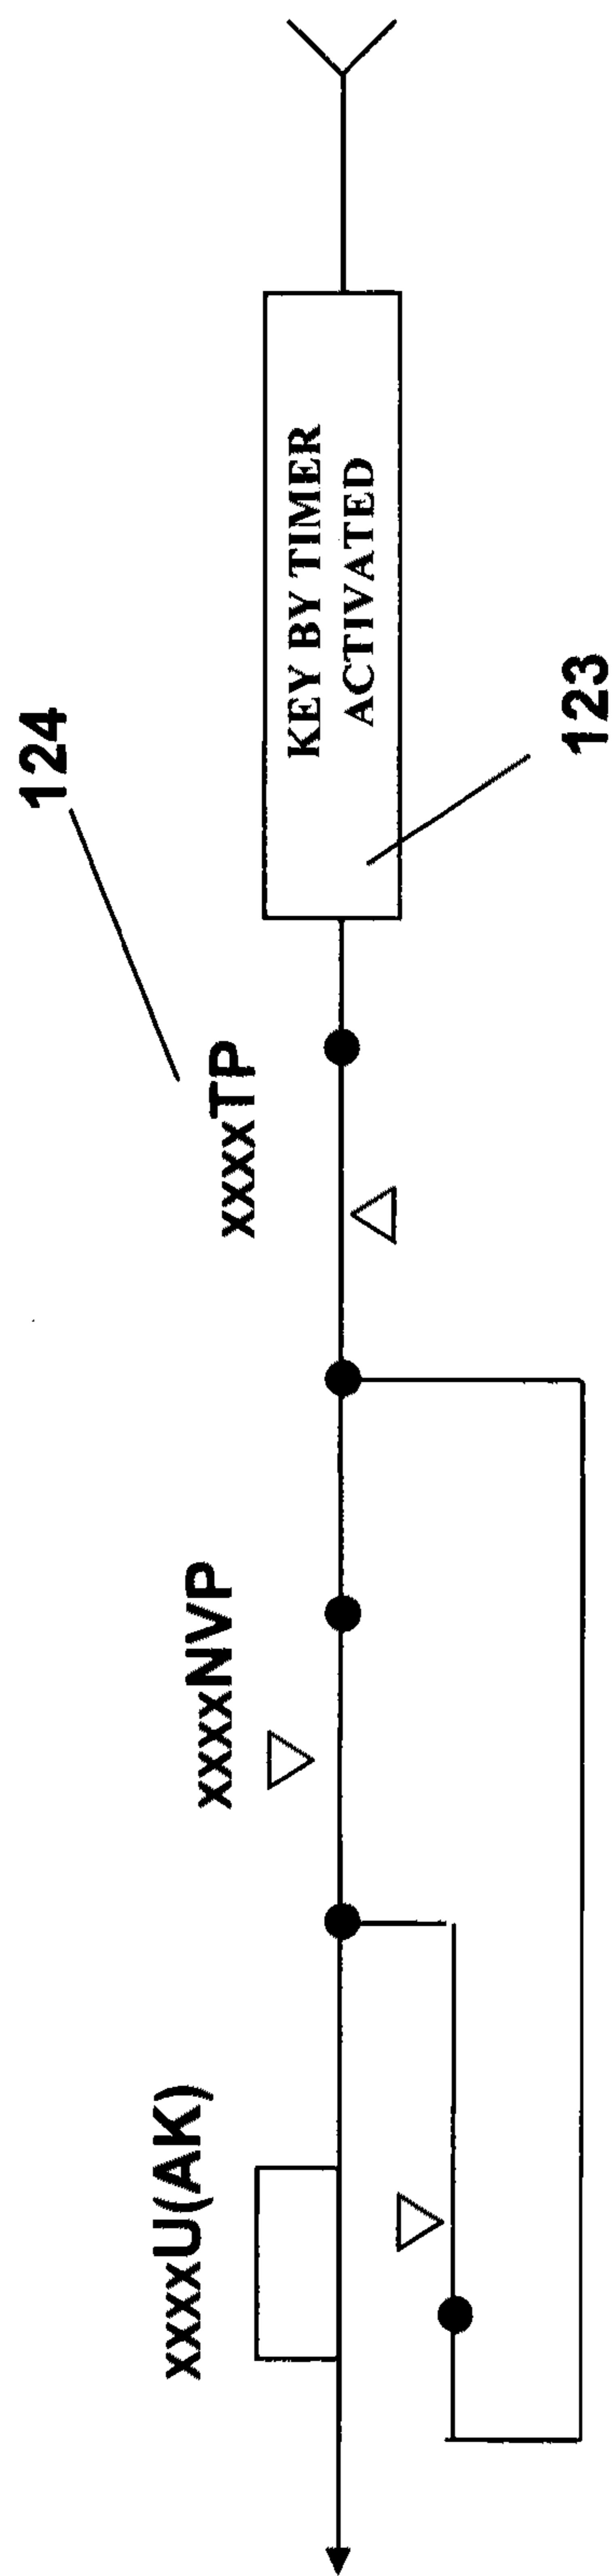 124
xxxxU(AK)
xxxxNVP
xxxxTP
KEY BY TIMER
ACTIVATED
123